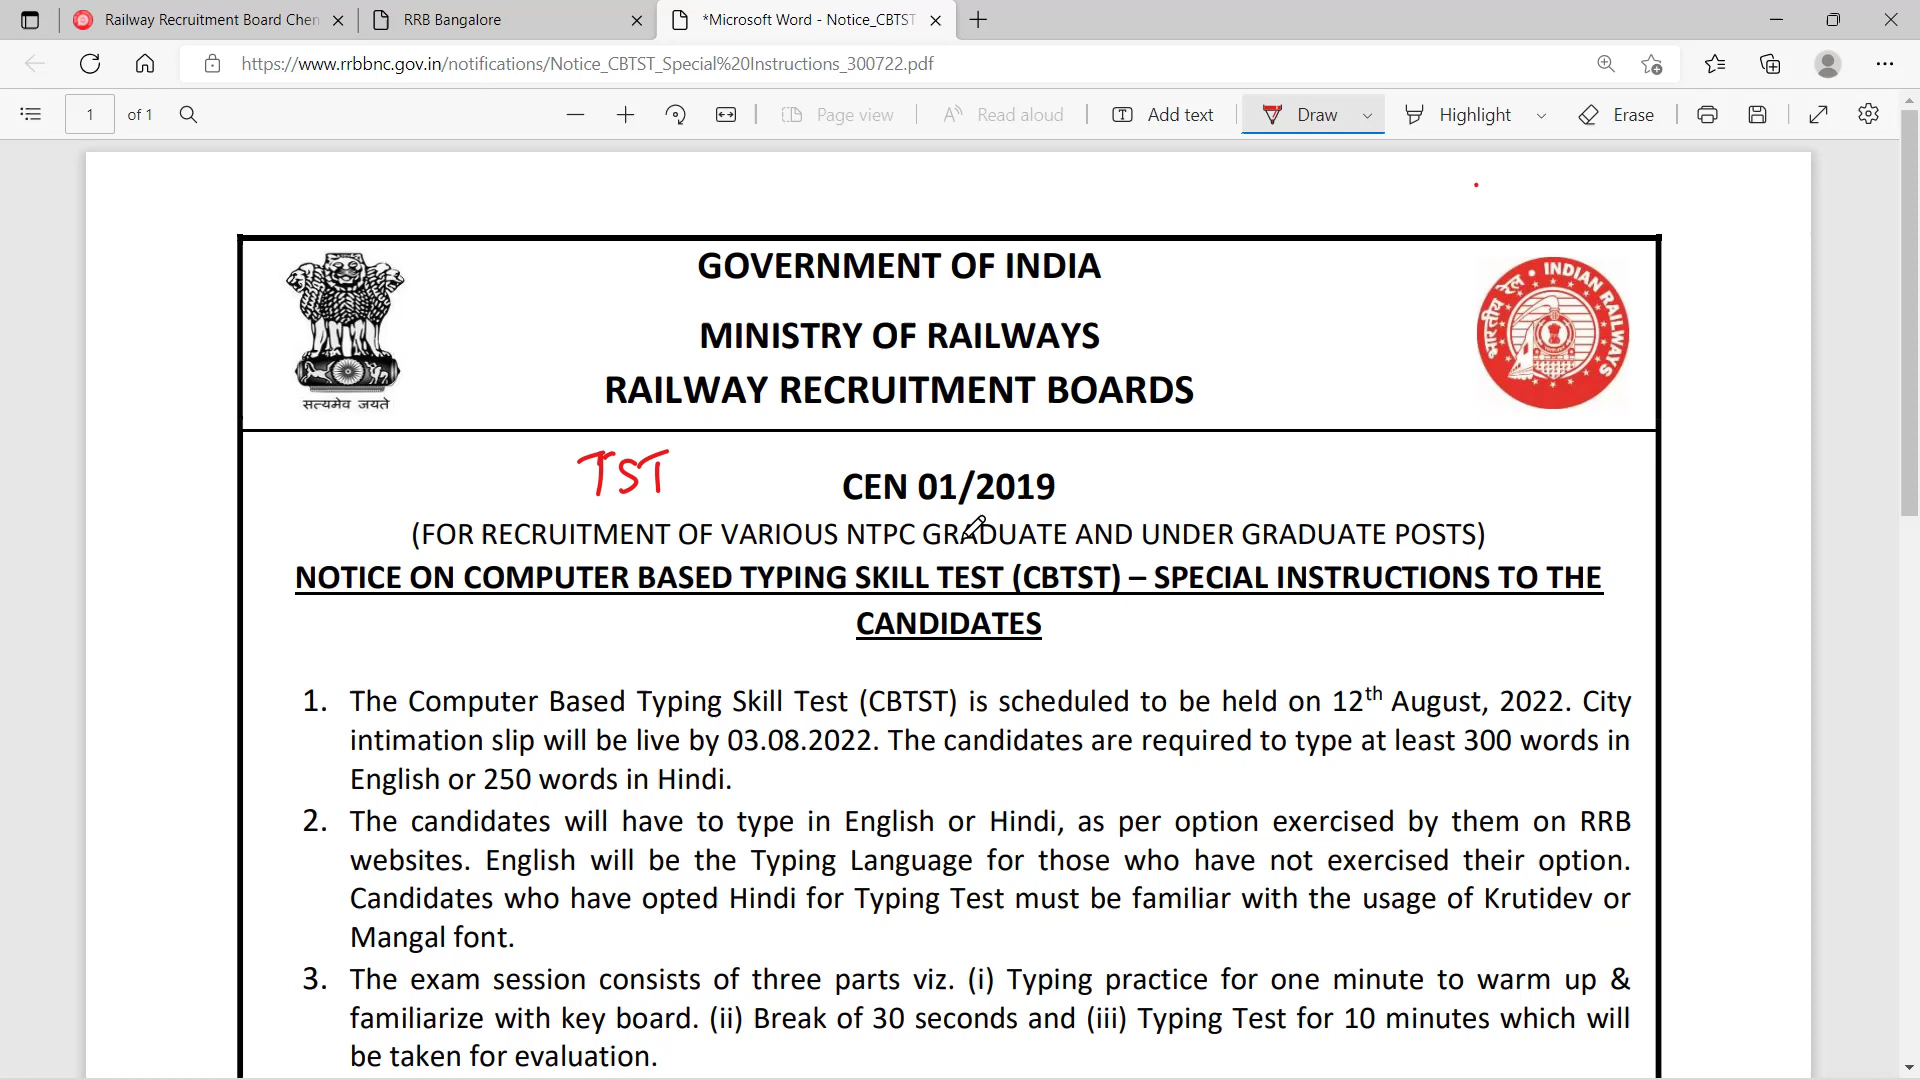 Railway Recruitment Board Chen
RRB Bangalore
*Microsoft Word - Notice_CBTST
https://www.rrbbnc.gov.in/notifications/Notice_CBTST_Special%20Instructions_300722.pdf
1 of 1
Page view
Read aloud
Add text
Draw
Highlight
Erase
GOVERNMENT OF INDIA
MINISTRY OF RAILWAYS
RAILWAY RECRUITMENT BOARDS
सत्यमेव जयते
भारतीय रेल • INDIAN RAILWAYS
TST
CEN 01/2019
(FOR RECRUITMENT OF VARIOUS NTPC GRADUATE AND UNDER GRADUATE POSTS)
NOTICE ON COMPUTER BASED TYPING SKILL TEST (CBTST) – SPECIAL INSTRUCTIONS TO THE
CANDIDATES
1. The Computer Based Typing Skill Test (CBTST) is scheduled to be held on 12th August, 2022. City
intimation slip will be live by 03.08.2022. The candidates are required to type at least 300 words in
English or 250 words in Hindi.
2. The candidates will have to type in English or Hindi, as per option exercised by them on RRB
websites. English will be the Typing Language for those who have not exercised their option.
Candidates who have opted Hindi for Typing Test must be familiar with the usage of Krutidev or
Mangal font.
3. The exam session consists of three parts viz. (i) Typing practice for one minute to warm up &
familiarize with key board. (ii) Break of 30 seconds and (iii) Typing Test for 10 minutes which will
be taken for evaluation.